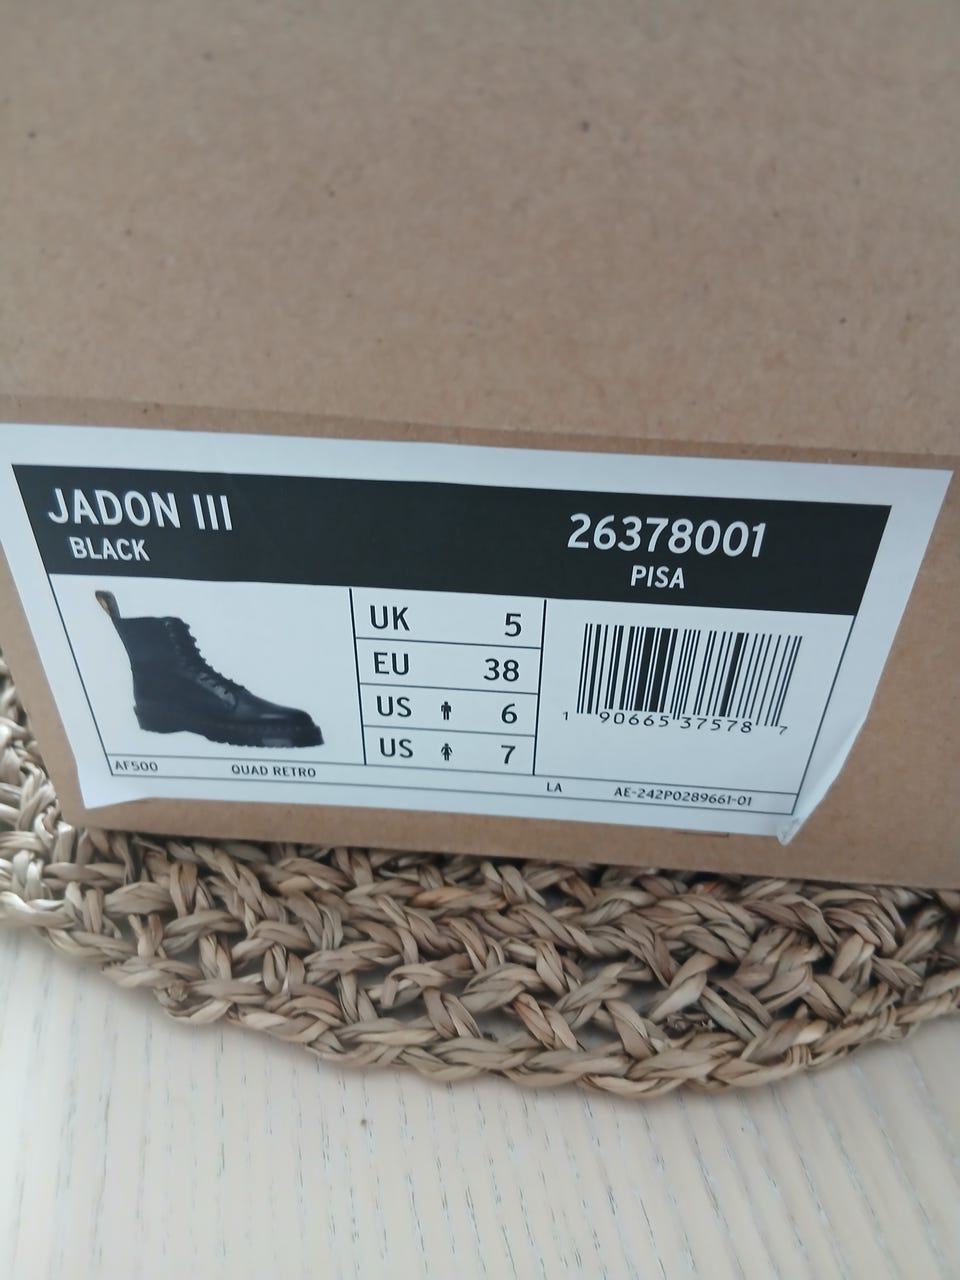 JADON III
BLACK
26378001
PISA
UK 5
EU 38
US 6
US 7
1 90665 37578 7
AF500 QUAD RETRO
LA AE-242P0289661-01